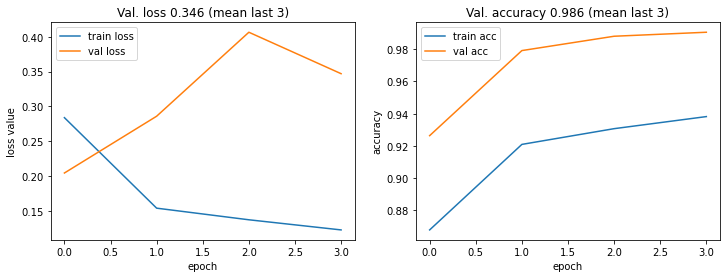 Val. loss 0.346 (mean last 3)
train loss
val loss
0.40
0.35
0.30
0.25
0.20
0.15
loss value
0.0 0.5 1.0 1.5 2.0 2.5 3.0
epoch
Val. accuracy 0.986 (mean last 3)
train acc
val acc
0.98
0.96
0.94
0.92
0.90
0.88
accuracy
0.0 0.5 1.0 1.5 2.0 2.5 3.0
epoch